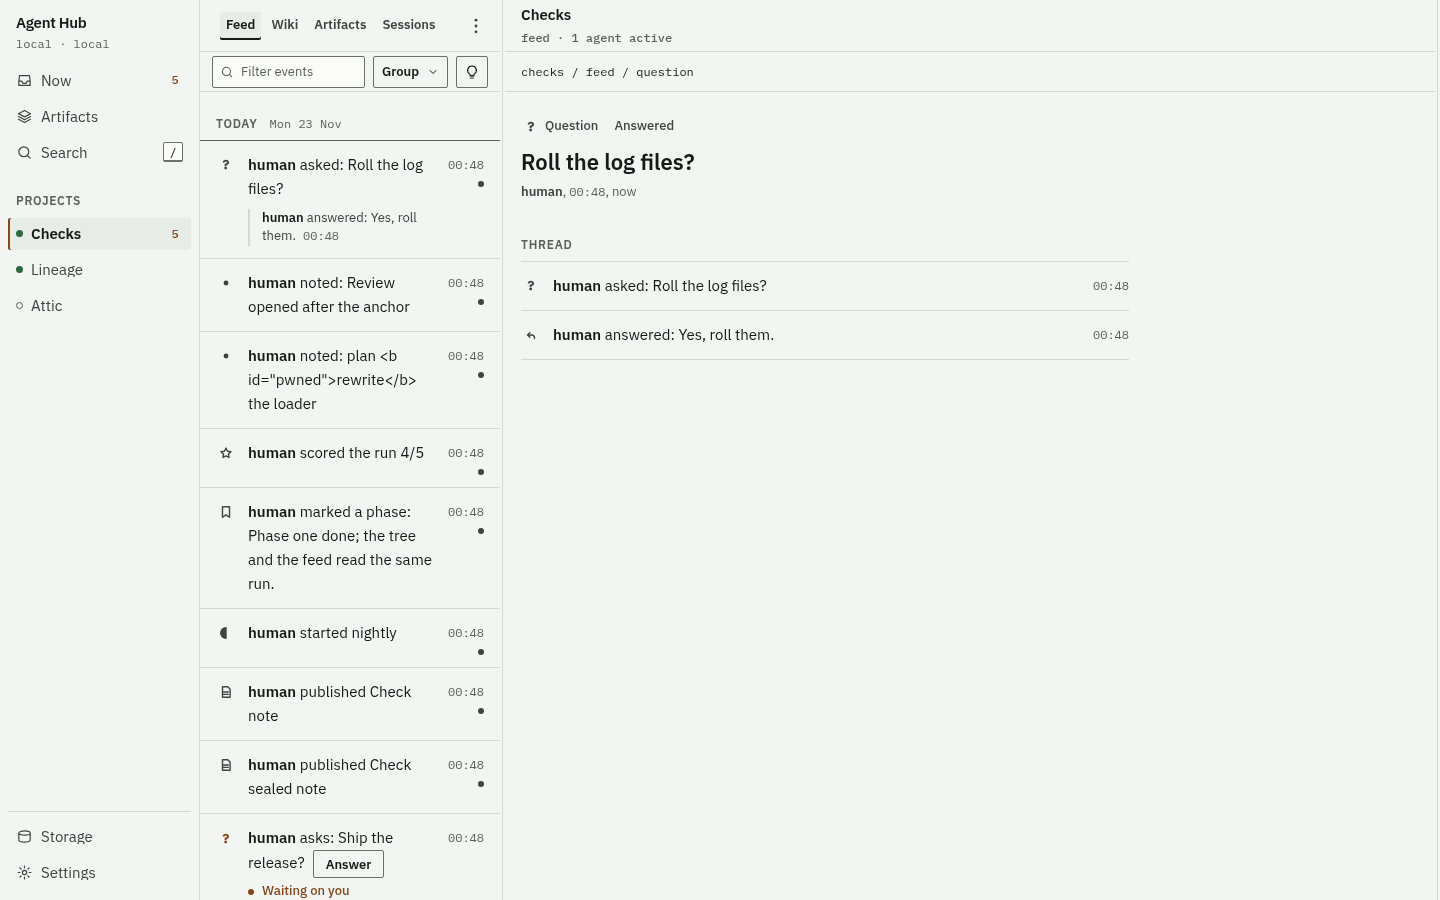 Agent Hub
local · local
Now 5
Artifacts
Search /
PROJECTS
Checks 5
Lineage
Attic
Storage
Settings
Feed Wiki Artifacts Sessions
Filter events Group
TODAY Mon 23 Nov
? human asked: Roll the log 00:48
files?
human answered: Yes, roll
them. 00:48
human noted: Review 00:48
opened after the anchor
human noted: plan <b 00:48
id="pwned">rewrite</b>
the loader
human scored the run 4/5 00:48
human marked a phase: 00:48
Phase one done; the tree
and the feed read the same
run.
human started nightly 00:48
human published Check 00:48
note
human published Check 00:48
sealed note
? human asks: Ship the 00:48
release? Answer
Waiting on you
Checks
feed · 1 agent active
checks / feed / question
? Question Answered
Roll the log files?
human, 00:48, now
THREAD
? human asked: Roll the log files? 00:48
human answered: Yes, roll them. 00:48